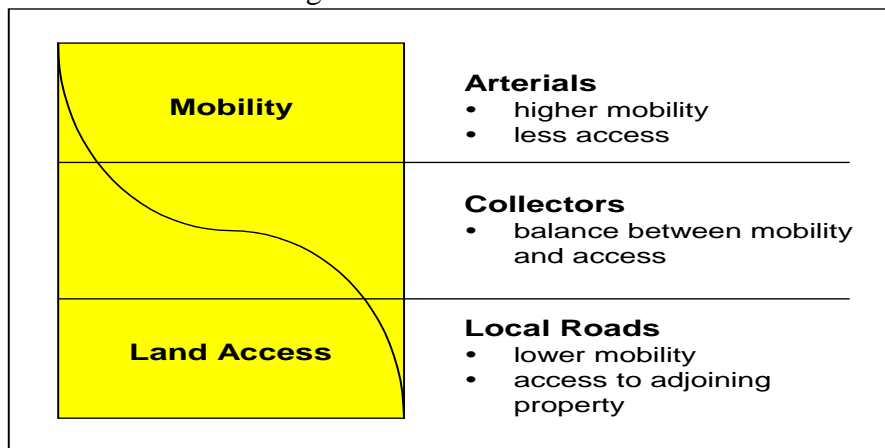 Mobility
Arterials
• higher mobility
• less access
Collectors
• balance between mobility
and access
Land Access
Local Roads
• lower mobility
• access to adjoining
property